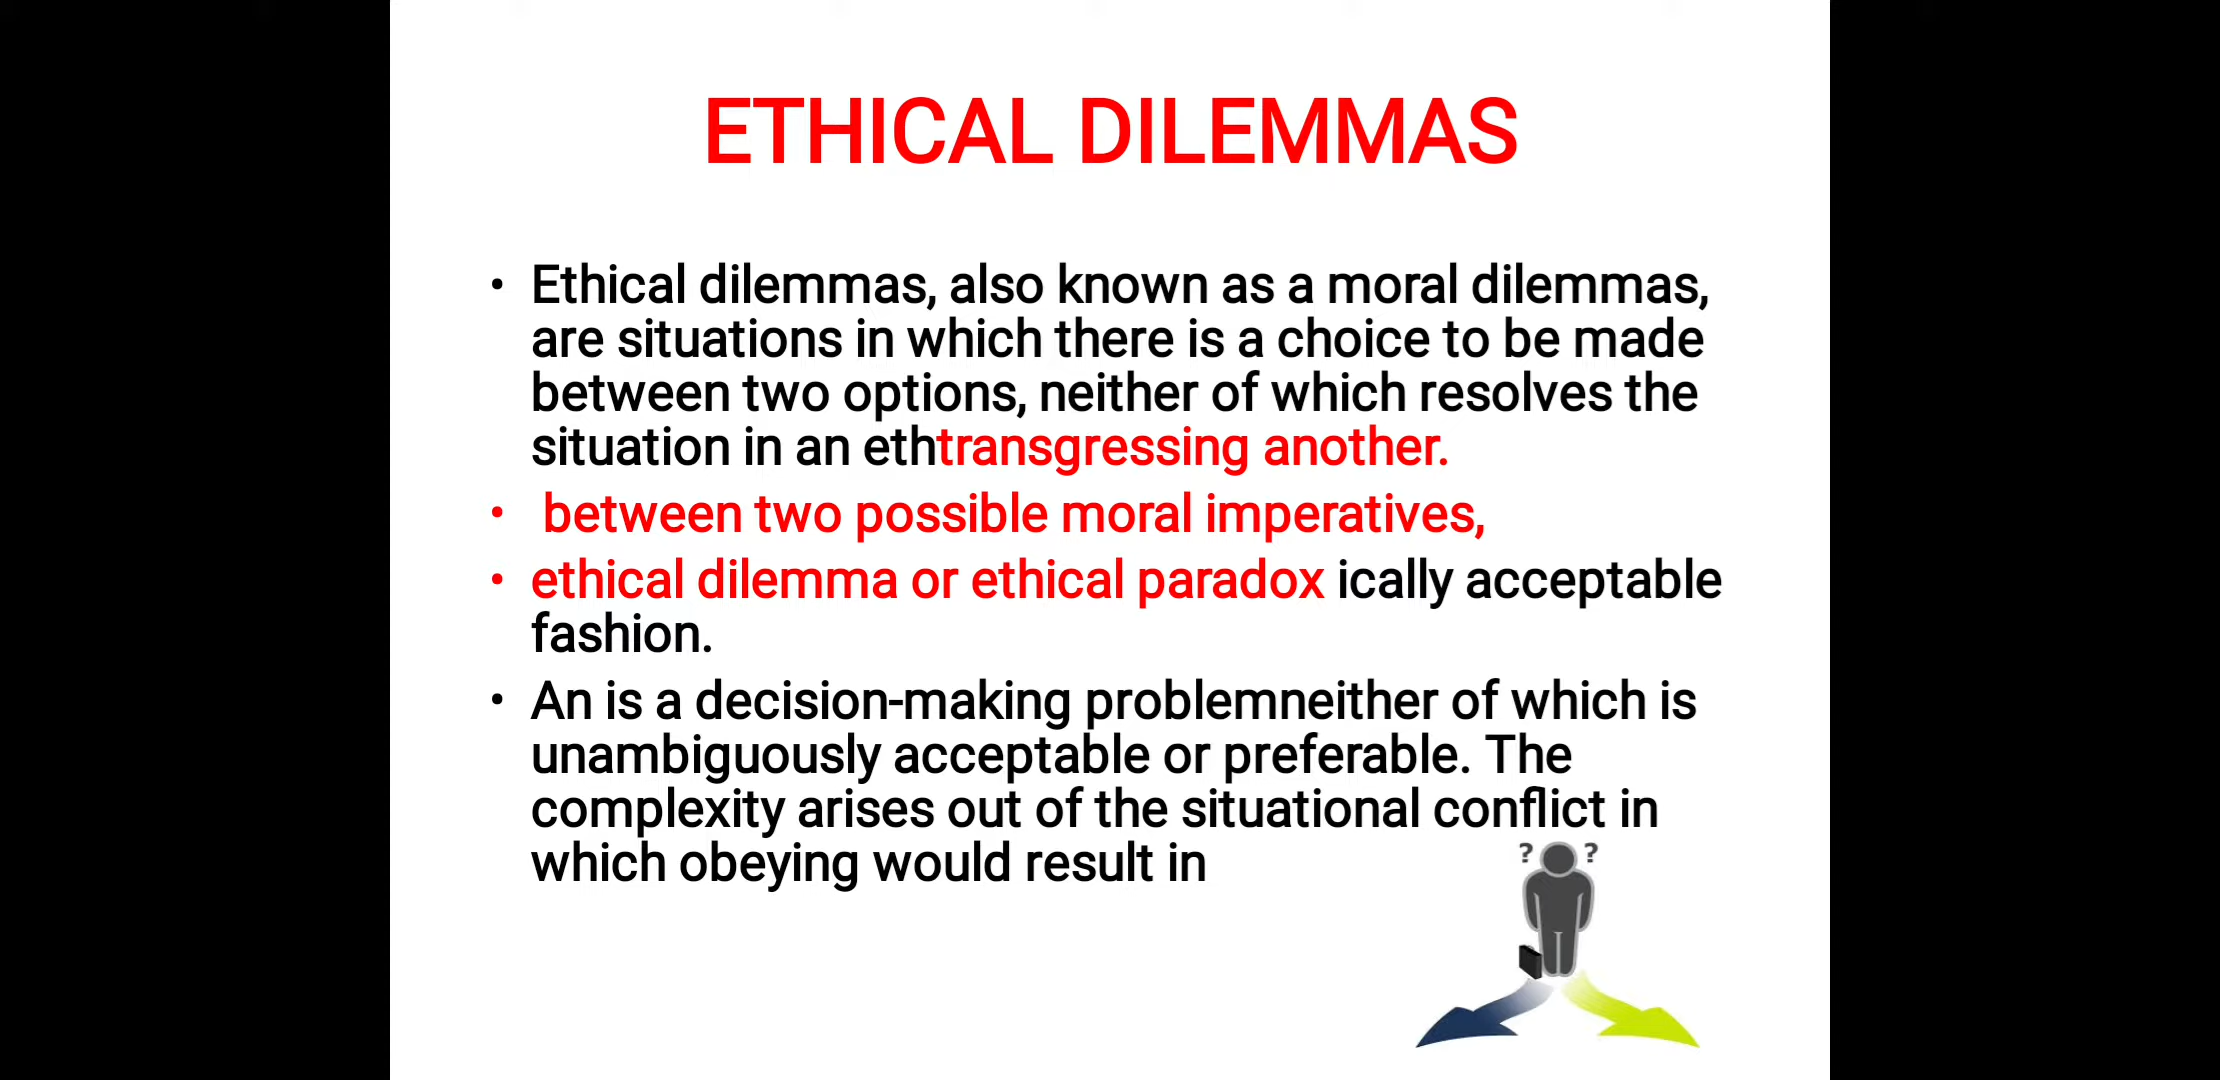 ETHICAL DILEMMAS
• Ethical dilemmas, also known as a moral dilemmas,
are situations in which there is a choice to be made
between two options, neither of which resolves the
situation in an ethtransgressing another.
• between two possible moral imperatives,
• ethical dilemma or ethical paradox ically acceptable
fashion.
• An is a decision-making problemneither of which is
unambiguously acceptable or preferable. The
complexity arises out of the situational conflict in
which obeying would result in
? ?